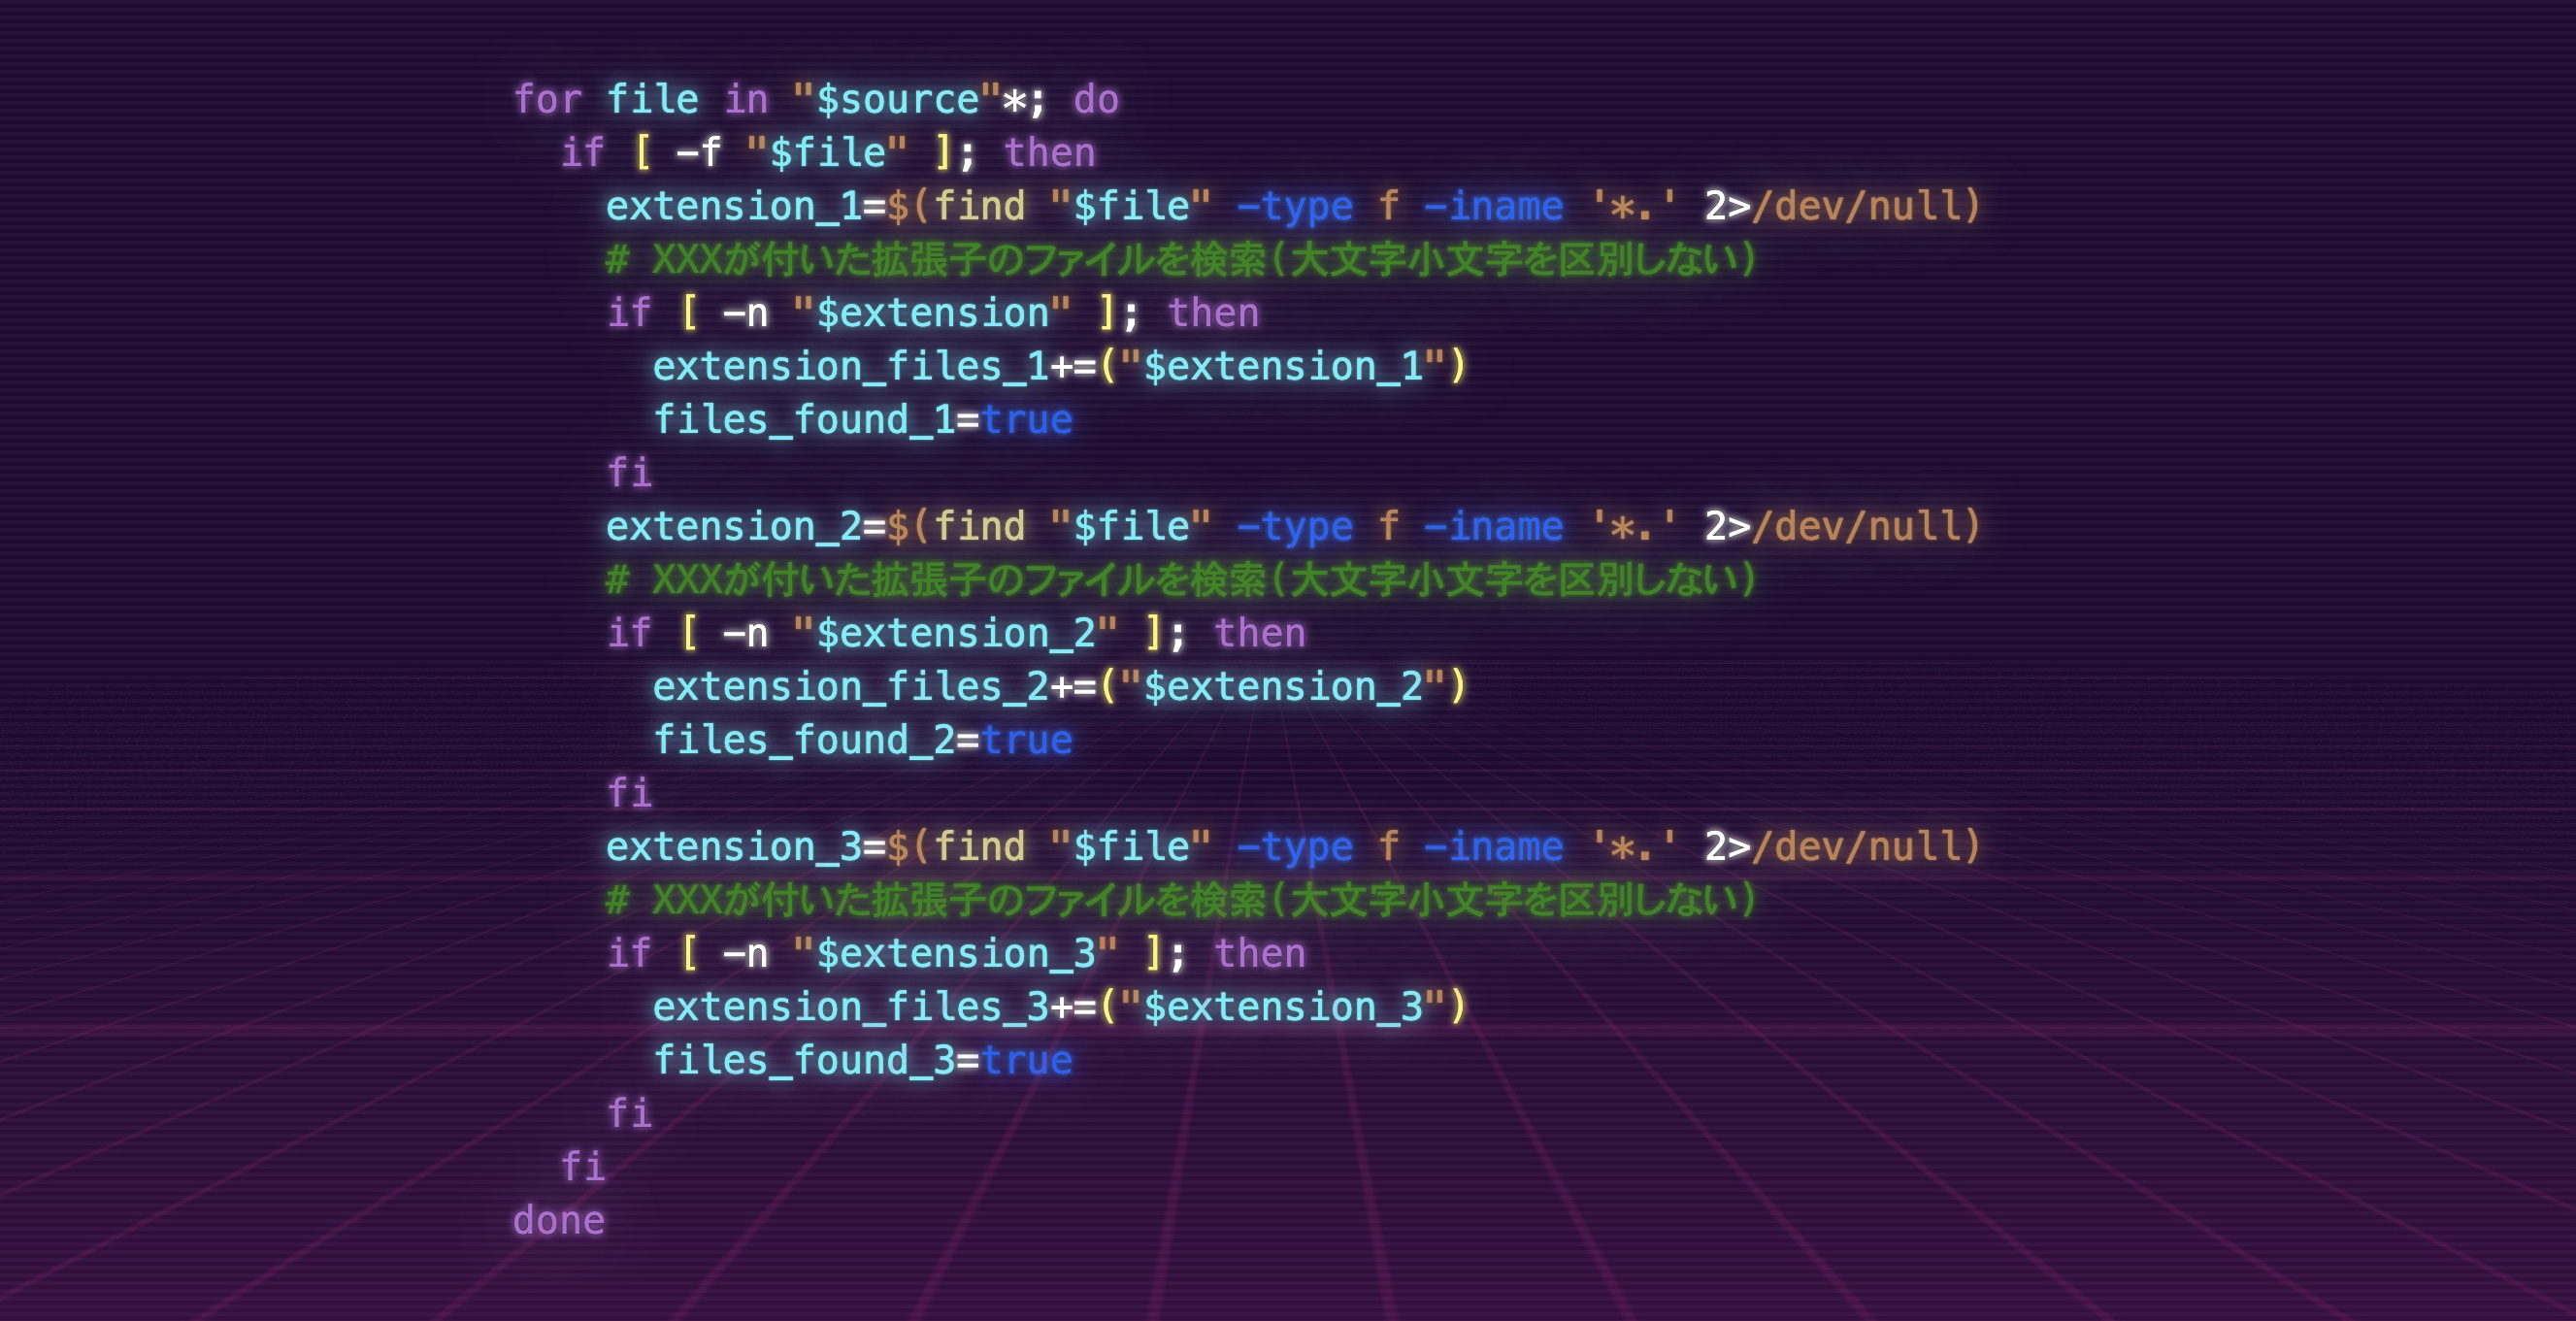 for file in "$source"*; do
  if [ -f "$file" ]; then
    extension_1=$(find "$file" -type f -iname '*.' 2>/dev/null)
    # XXXが付いた拡張子のファイルを検索(大文字小文字を区別しない)
    if [ -n "$extension" ]; then
      extension_files_1+=("$extension_1")
      files_found_1=true
    fi
    extension_2=$(find "$file" -type f -iname '*.' 2>/dev/null)
    # XXXが付いた拡張子のファイルを検索(大文字小文字を区別しない)
    if [ -n "$extension_2" ]; then
      extension_files_2+=("$extension_2")
      files_found_2=true
    fi
    extension_3=$(find "$file" -type f -iname '*.' 2>/dev/null)
    # XXXが付いた拡張子のファイルを検索(大文字小文字を区別しない)
    if [ -n "$extension_3" ]; then
      extension_files_3+=("$extension_3")
      files_found_3=true
    fi
  fi
done